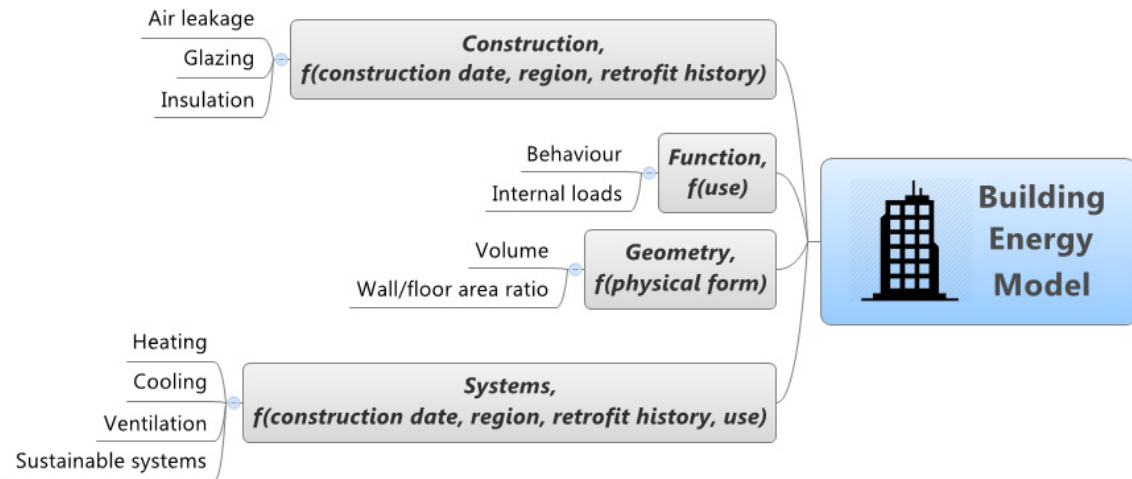 Air leakage
Glazing
Insulation
Construction,
f(construction date, region, retrofit history)
Behaviour
Internal loads
Function,
f(use)
Volume
Wall/floor area ratio
Geometry,
f(physical form)
Heating
Cooling
Ventilation
Sustainable systems
Systems,
f(construction date, region, retrofit history, use)
Building
Energy
Model